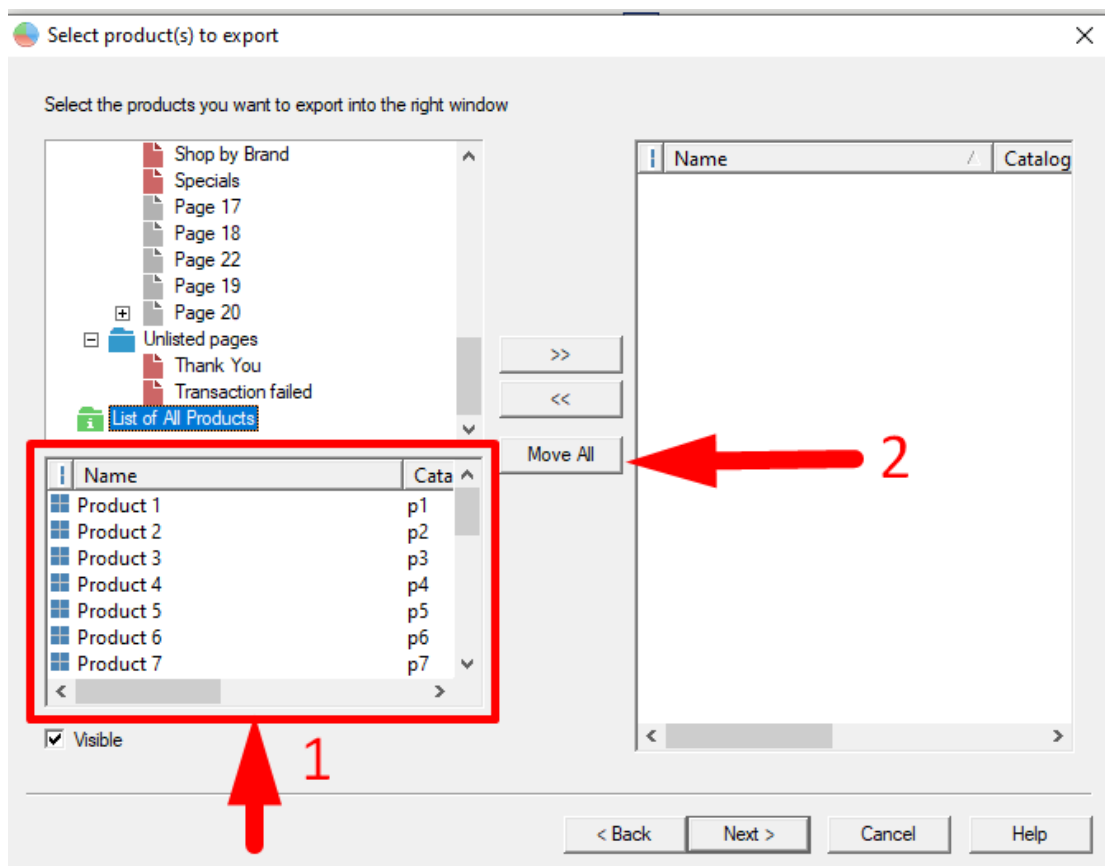 Select product(s) to export
Select the products you want to export into the right window
Shop by Brand
Specials
Page 17
Page 18
Page 22
Page 19
Page 20
Unlisted pages
Thank You
Transaction failed
List of All Products
Name Cata
Product 1 p1
Product 2 p2
Product 3 p3
Product 4 p4
Product 5 p5
Product 6 p6
Product 7 p7
Visible
1
>>
<<
Move All
2
Name Catalog
< Back Next > Cancel Help